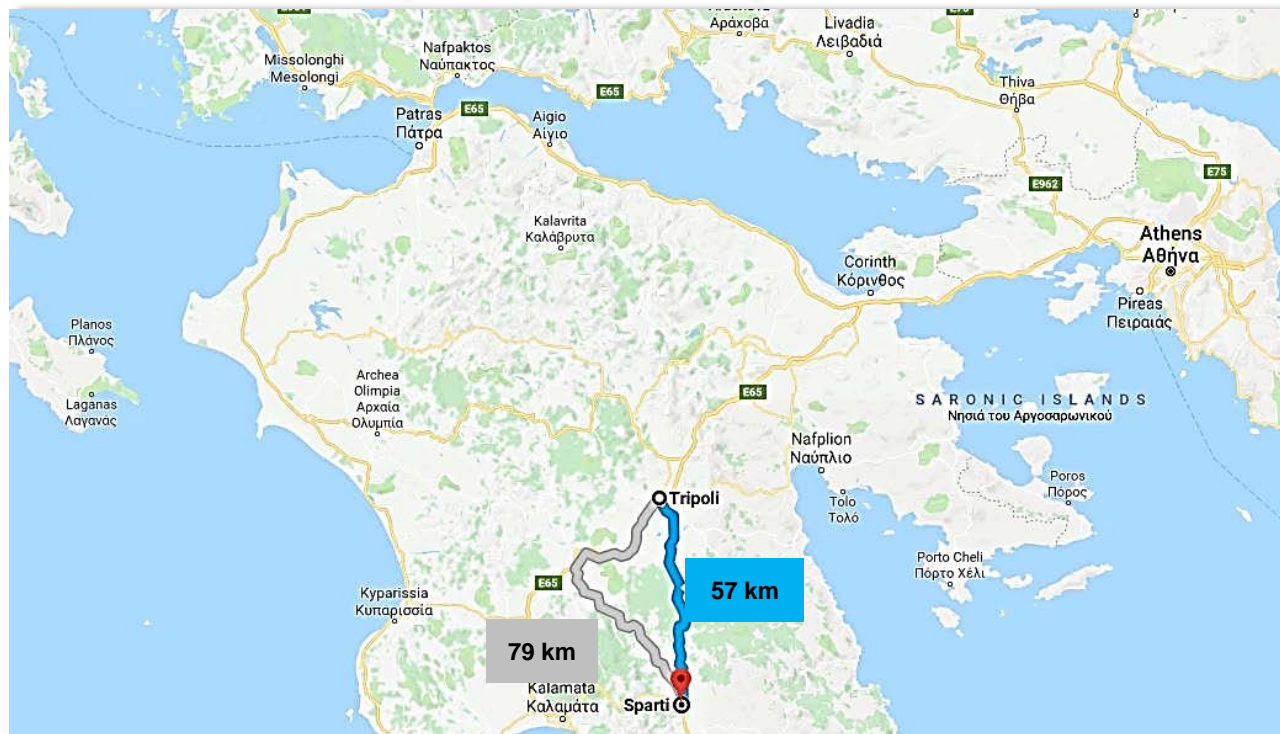 Αράχοβα
Livadia
Λειβαδιά
Nafpaktos
Ναύπακτος
Missolonghi
Mesolongi
E65
Thiva
Θήβα
Patras
Πάτρα
E65
Aigio
Αίγιο
E75
E962
Kalavrita
Καλάβρυτα
Athens
Αθήνα
Corinth
Κόρινθος
Pireas
Πειραιάς
Planos
Πλάνος
Archea
Olimpia
Αρχαία
Ολυμπία
E65
SARONIC ISLANDS
Νησιά του Αργοσαρωνικού
Laganas
Λαγανάς
Nafplion
Ναύπλιο
Poros
Πόρος
Tripoli
Tolo
Τολό
Porto Cheli
Πόρτο Χέλι
57 km
E65
Kyparissia
Κυπαρισσία
79 km
Kalamata
Καλαμάτα
Sparti